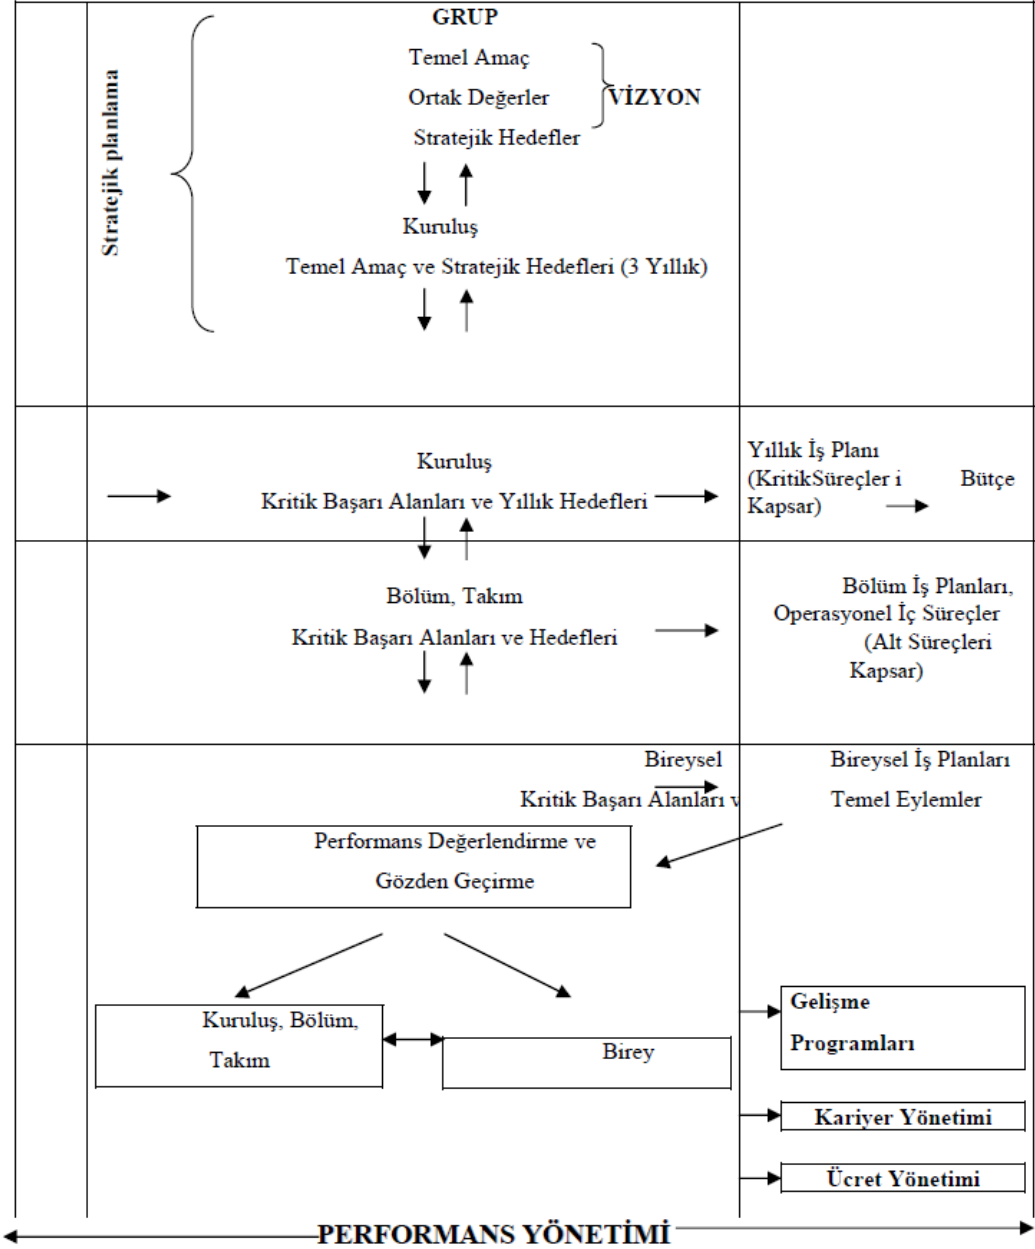 GRUP
Temel Amaç
Ortak Değerler
VİZYON
Stratejik Hedefler
Stratejik planlama
Kuruluş
Temel Amaç ve Stratejik Hedefleri (3 Yıllık)
Kuruluş
Kritik Başarı Alanları ve Yıllık Hedefleri
Yıllık İş Planı
(KritikSüreçler i
Kapsar)
Bütçe
Bölüm, Takım
Kritik Başarı Alanları ve Hedefleri
Bölüm İş Planları,
Operasyonel İç Süreçler
(Alt Süreçleri
Kapsar)
Bireysel
Kritik Başarı Alanları v
Bireysel İş Planları
Temel Eylemler
Performans Değerlendirme ve
Gözden Geçirme
Kuruluş, Bölüm,
Takım
Birey
Gelişme
Programları
Kariyer Yönetimi
Ücret Yönetimi
PERFORMANS YÖNETİMİ